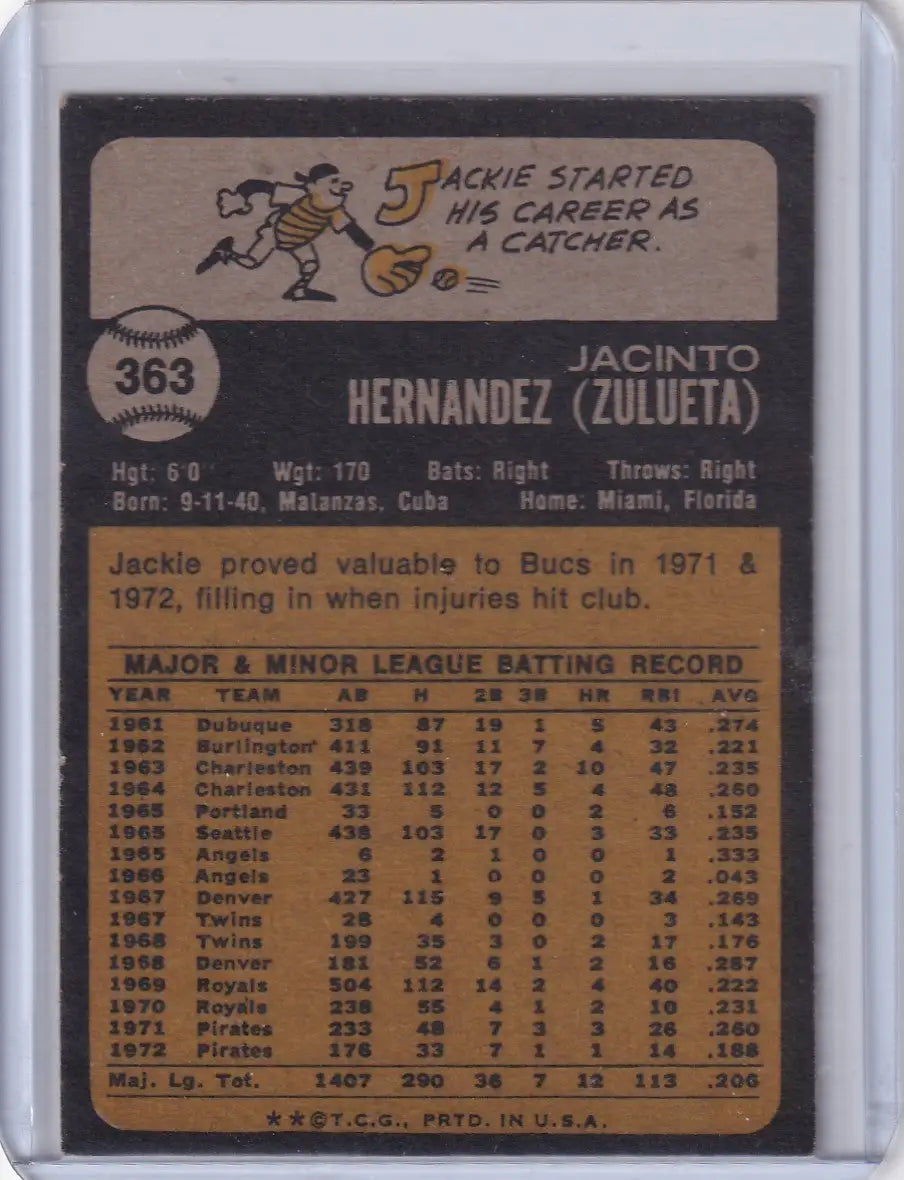 JACKIE STARTED
HIS CAREER AS
A CATCHER.
363
JACINTO
HERNANDEZ (ZULUETA)
Hgt: 6'0" Wgt: 170 Bats: Right Throws: Right
Born: 9-11-40, Matanzas, Cuba Home: Miami, Florida
Jackie proved valuable to Bucs in 1971 &
1972, filling in when injuries hit club.
MAJOR & MINOR LEAGUE BATTING RECORD
YEAR TEAM AB H 2B 3B HR RBI AVG
1961 Dubuque 318 87 19 1 5 43 .274
1962 Burlington 411 91 11 7 4 32 .221
1963 Charleston 439 103 17 2 10 47 .235
1964 Charleston 431 112 12 5 4 48 .260
1965 Portland 33 5 0 0 2 6 .152
1965 Seattle 438 103 17 0 3 33 .235
1965 Angels 6 2 1 0 0 1 .333
1966 Angels 23 1 0 0 0 2 .043
1967 Denver 427 115 9 5 1 34 .269
1967 Twins 28 4 0 0 0 3 .143
1968 Twins 199 35 3 0 2 17 .176
1968 Denver 181 52 6 1 2 16 .287
1969 Royals 504 112 14 2 4 40 .222
1970 Royals 238 55 4 1 2 10 .231
1971 Pirates 233 48 7 3 3 26 .260
1972 Pirates 176 33 7 1 1 14 .188
Maj. Lg. Tot. 1407 290 36 7 12 113 .206
**©T.C.G., PRTD. IN U.S.A.